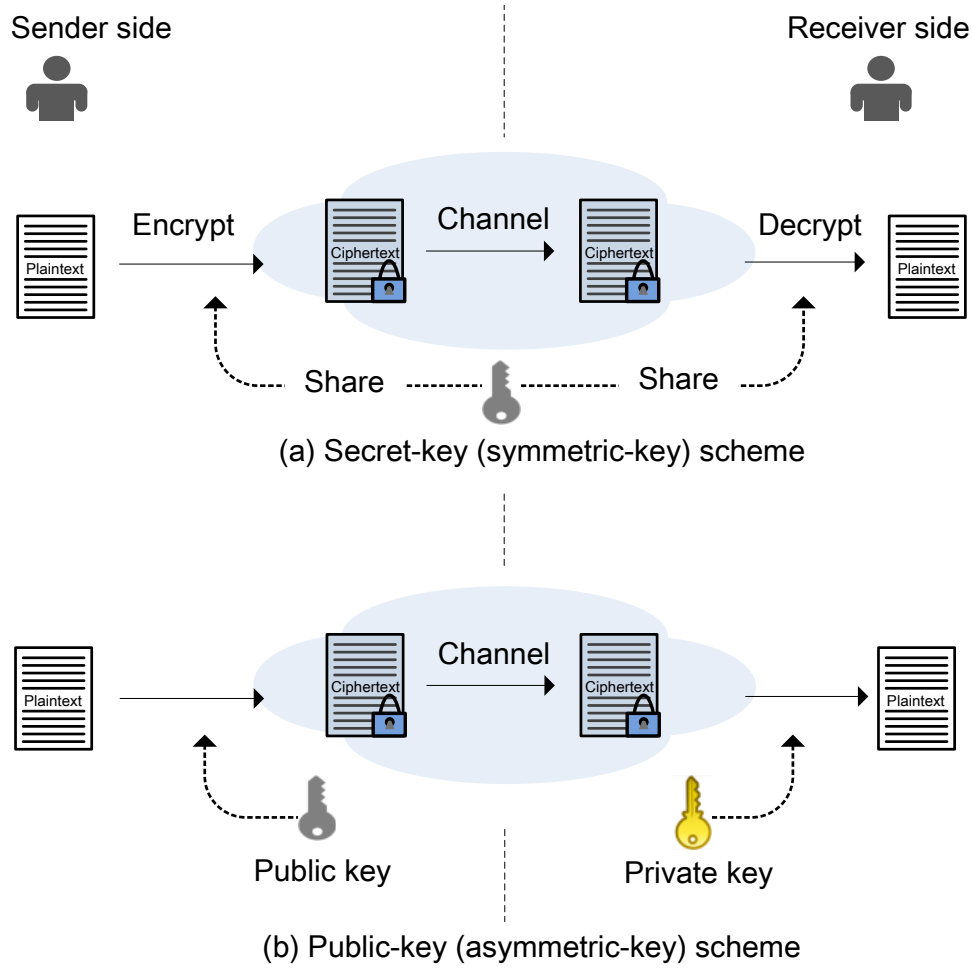 Sender side
Receiver side
Encrypt
Channel
Decrypt
Plaintext
Ciphertext
Ciphertext
Plaintext
Share
Share
(a) Secret-key (symmetric-key) scheme
Channel
Plaintext
Ciphertext
Ciphertext
Plaintext
Public key
Private key
(b) Public-key (asymmetric-key) scheme